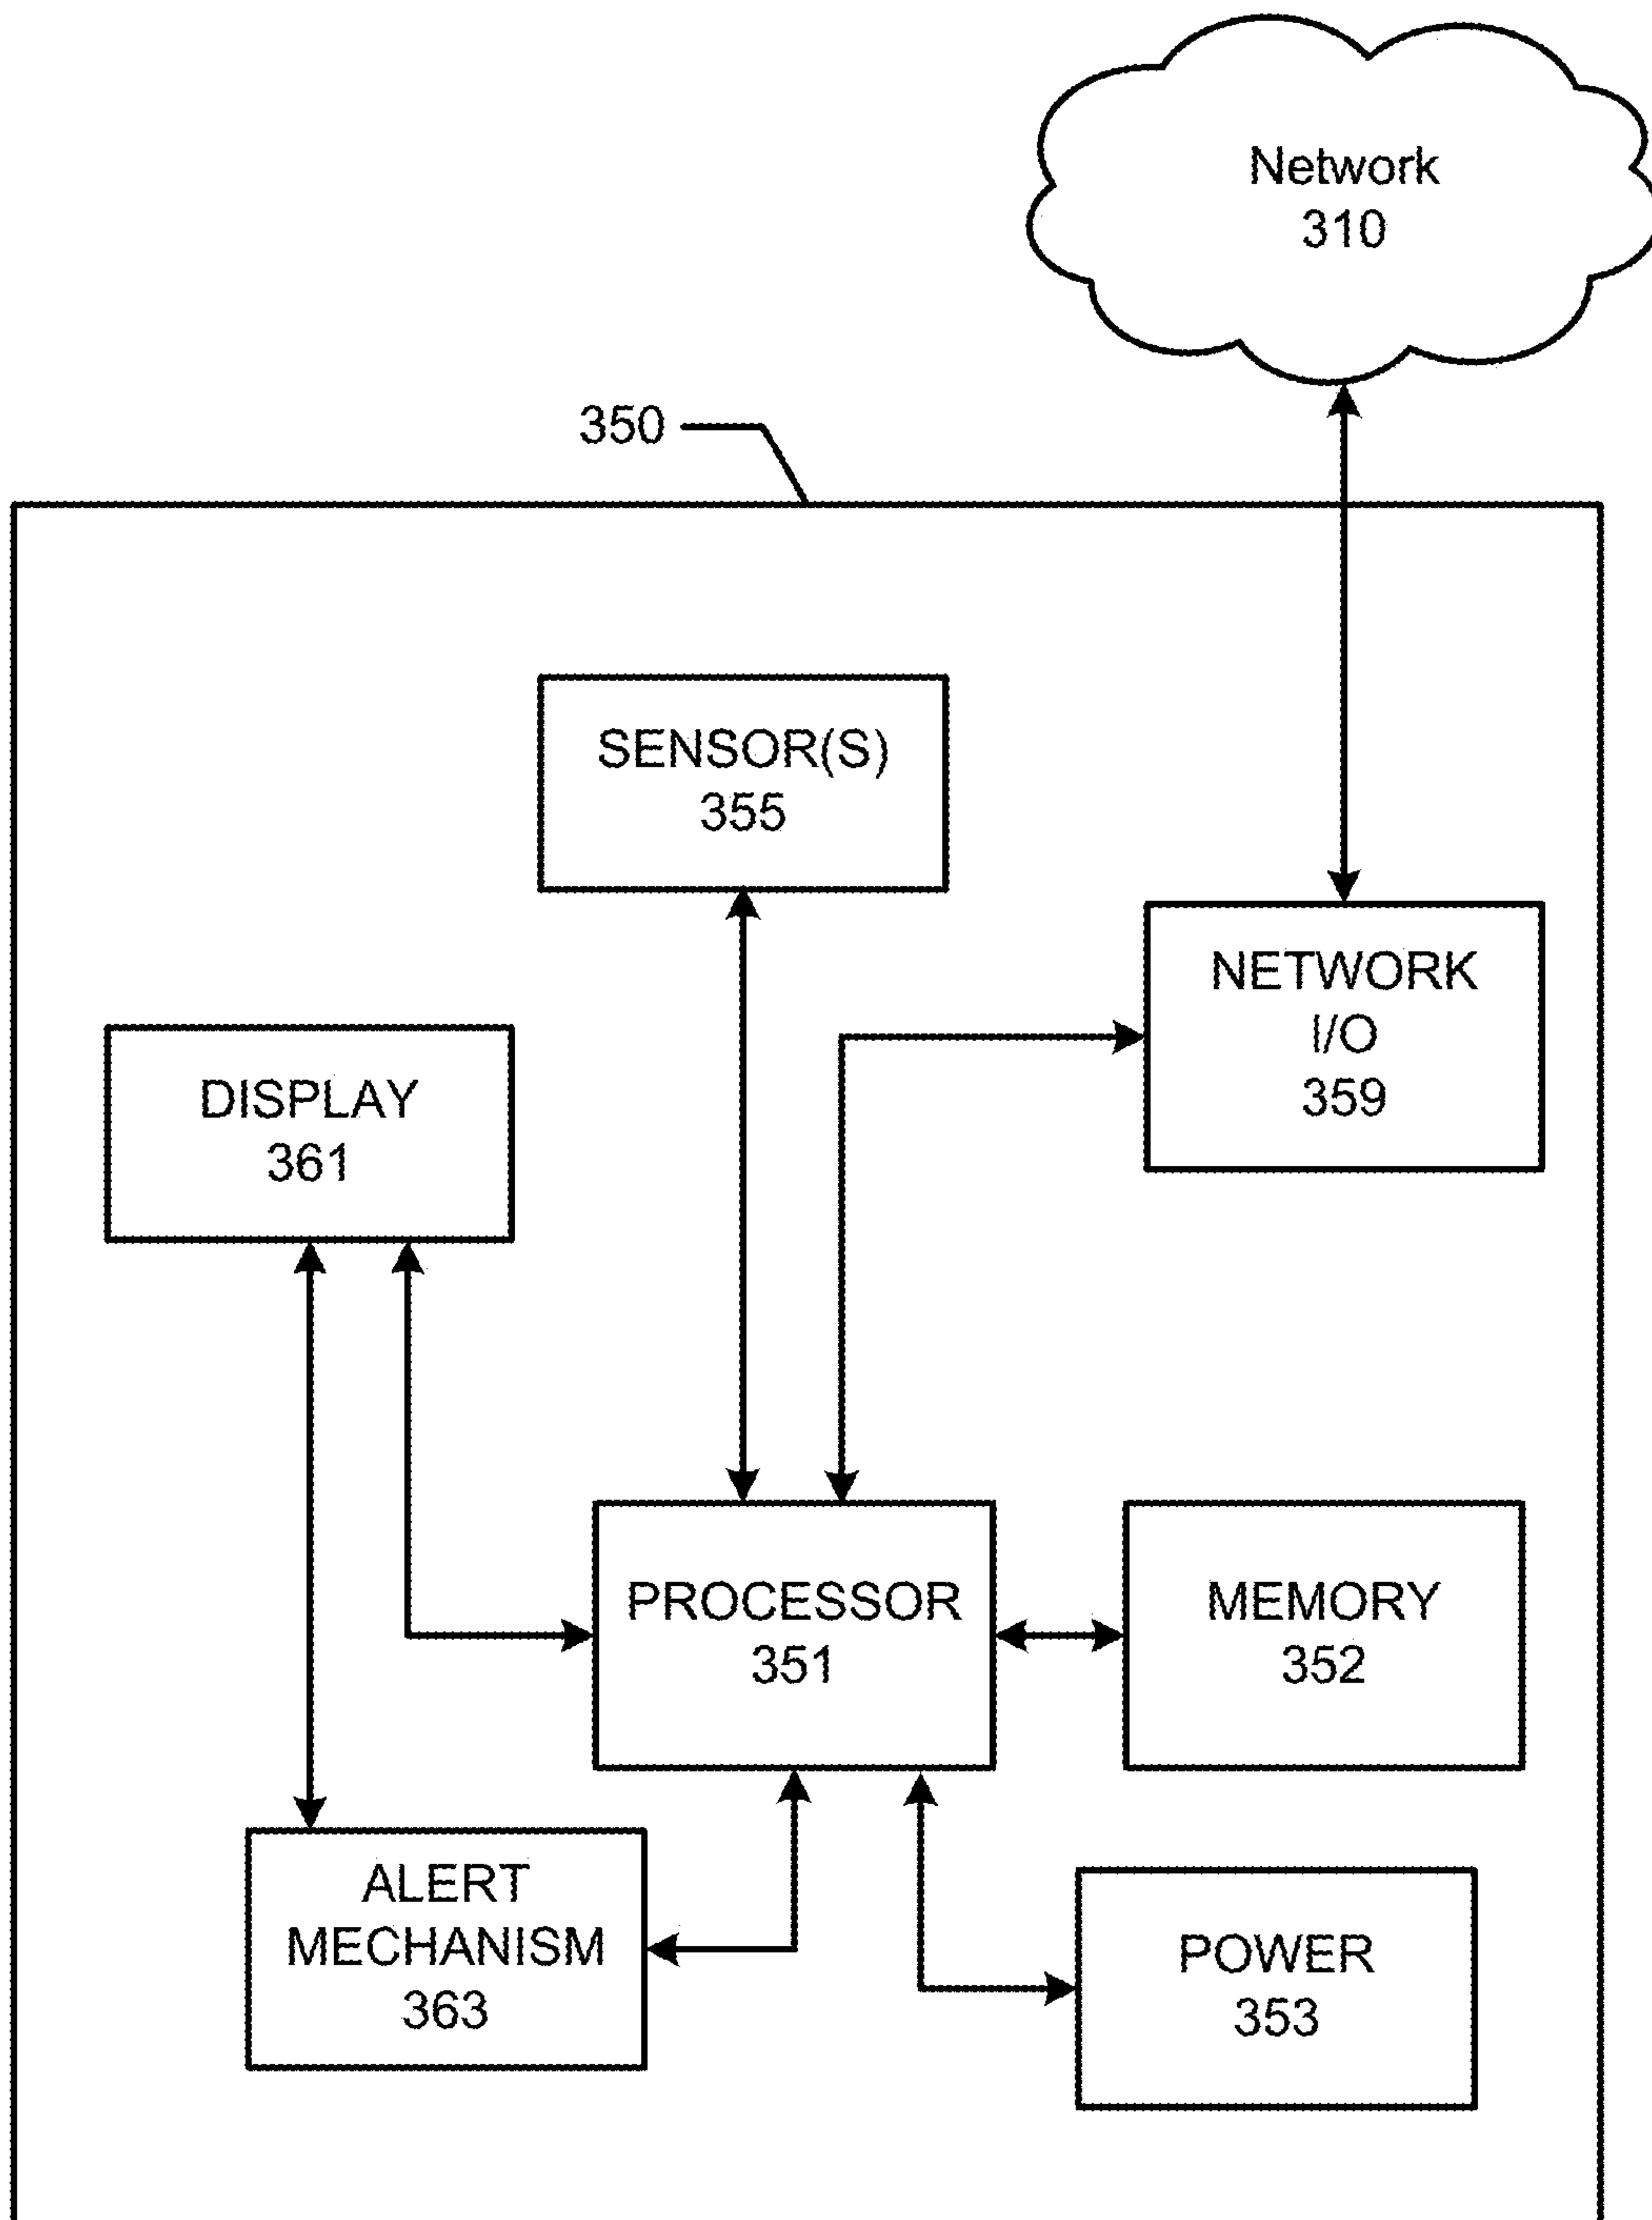 Network
310
350
SENSOR(S)
355
NETWORK
I/O
359
DISPLAY
361
PROCESSOR
351
MEMORY
352
ALERT
MECHANISM
363
POWER
353